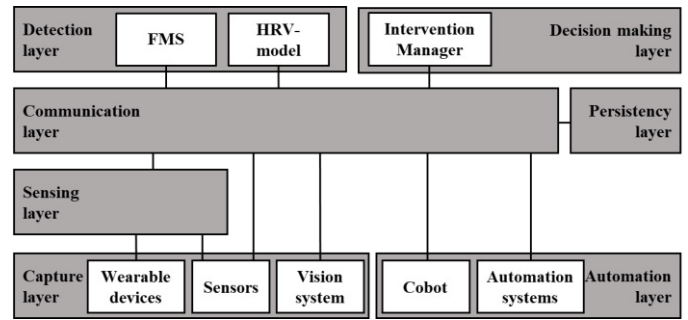 Detection
layer
FMS
HRV-
model
Intervention
Manager
Decision making
layer
Communication
layer
Persistency
layer
Sensing
layer
Capture
layer
Wearable
devices
Sensors
Vision
system
Cobot
Automation
systems
Automation
layer